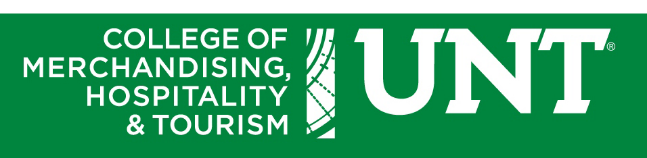 COLLEGE OF
MERCHANDISING,
HOSPITALITY
& TOURISM
UNT®